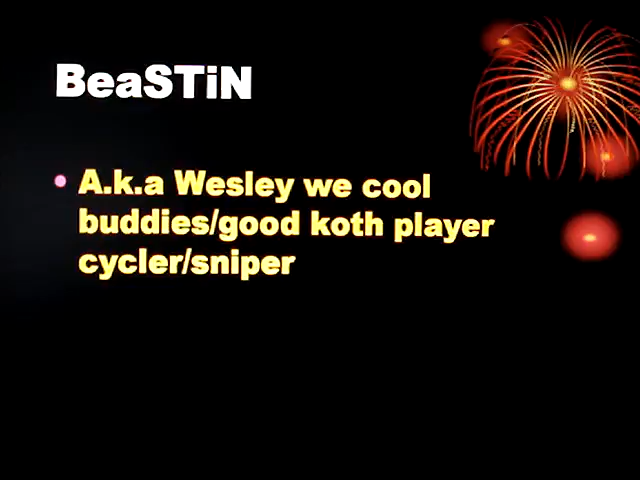 BeaSTiN
A.k.a Wesley we cool
buddies/good koth player
cycler/sniper